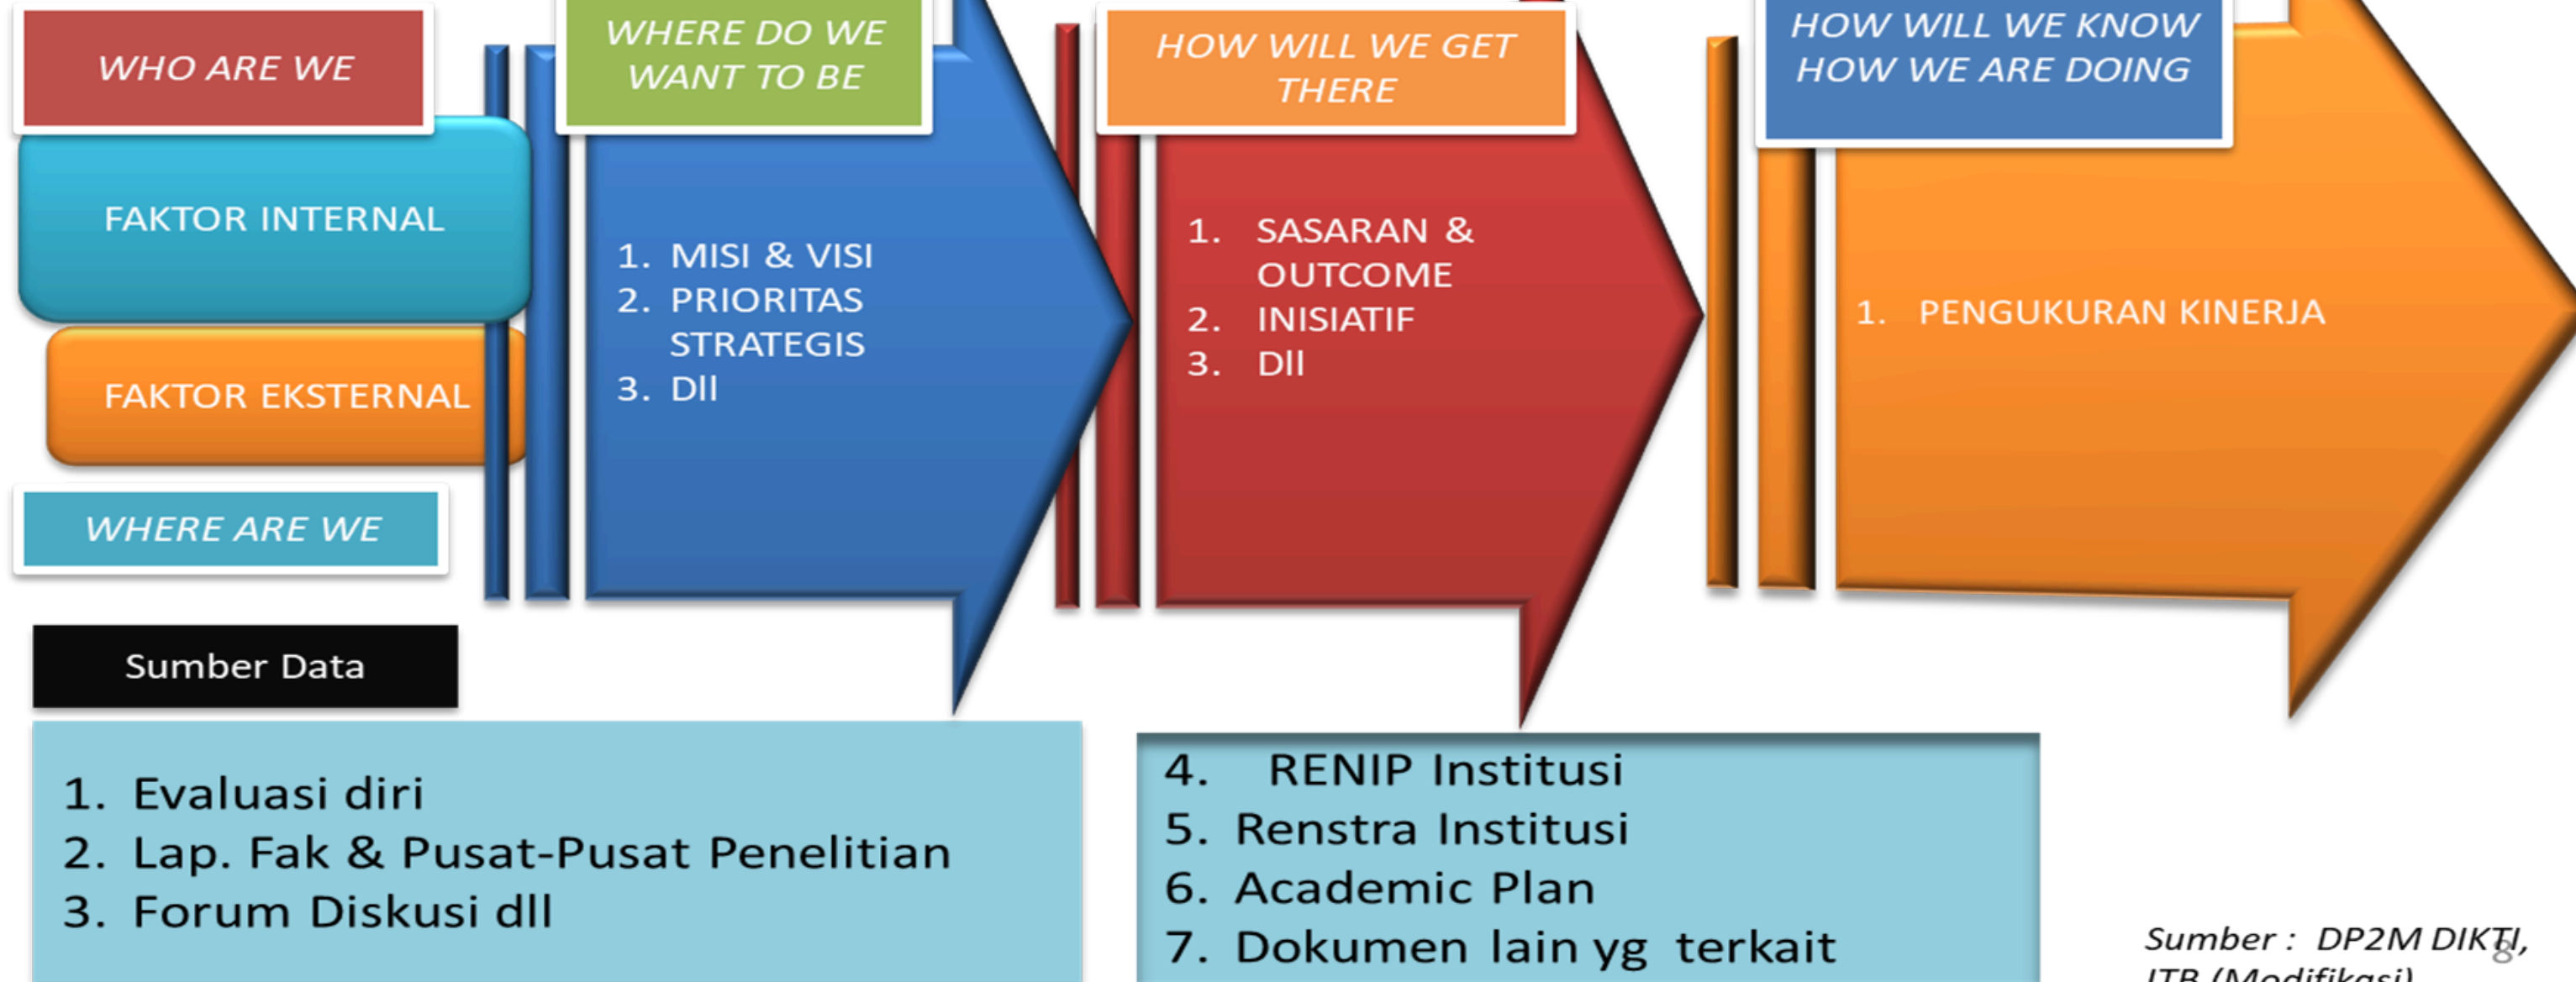 WHO ARE WE
FAKTOR INTERNAL
FAKTOR EKSTERNAL
WHERE ARE WE
WHERE DO WE
WANT TO BE
1. MISI & VISI
2. PRIORITAS
STRATEGIS
3. Dll
HOW WILL WE GET
THERE
1. SASARAN &
OUTCOME
2. INISIATIF
3. Dll
HOW WILL WE KNOW
HOW WE ARE DOING
1. PENGUKURAN KINERJA
Sumber Data
1. Evaluasi diri
2. Lap. Fak & Pusat-Pusat Penelitian
3. Forum Diskusi dll
4. RENIP Institusi
5. Renstra Institusi
6. Academic Plan
7. Dokumen lain yg terkait
Sumber : DP2M DIKTI,
ITB (Modifikasi)
8